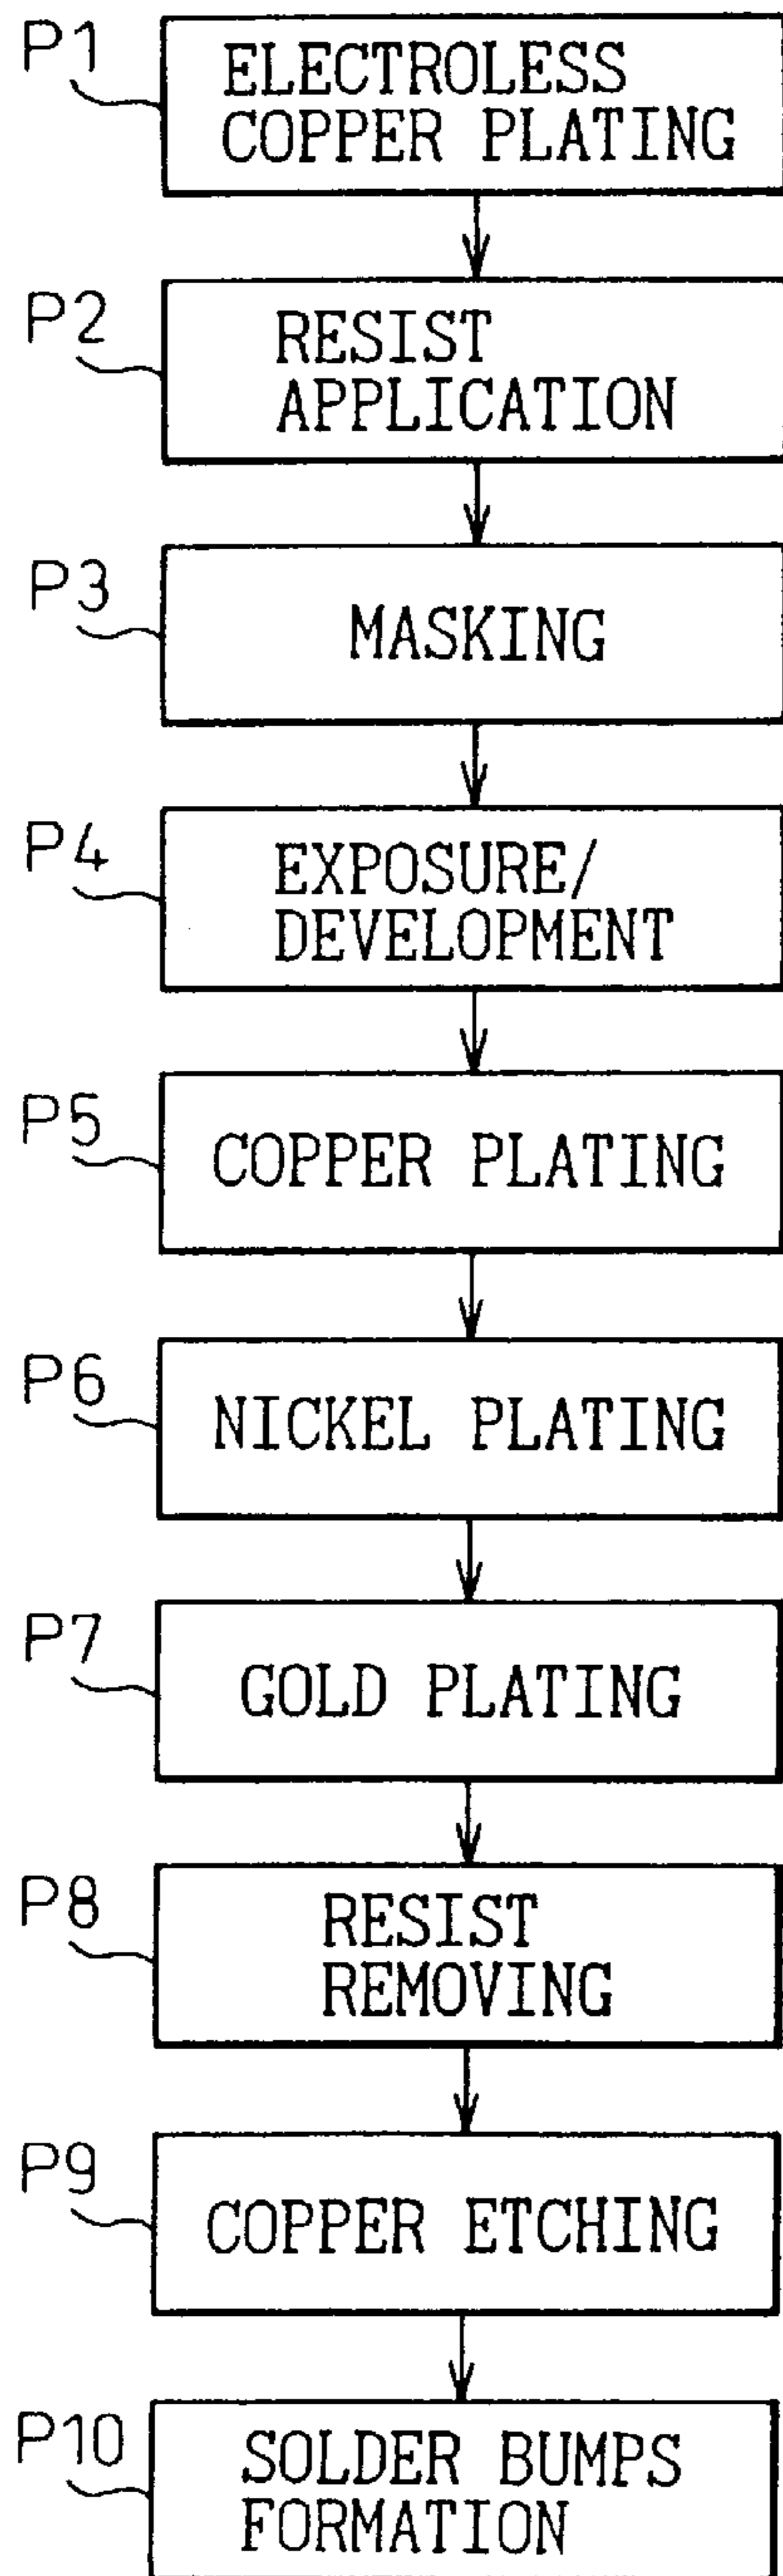 P1
ELECTROLESS
COPPER PLATING
P2
RESIST
APPLICATION
P3
MASKING
P4
EXPOSURE/
DEVELOPMENT
P5
COPPER PLATING
P6
NICKEL PLATING
P7
GOLD PLATING
P8
RESIST
REMOVING
P9
COPPER ETCHING
P10
SOLDER BUMPS
FORMATION